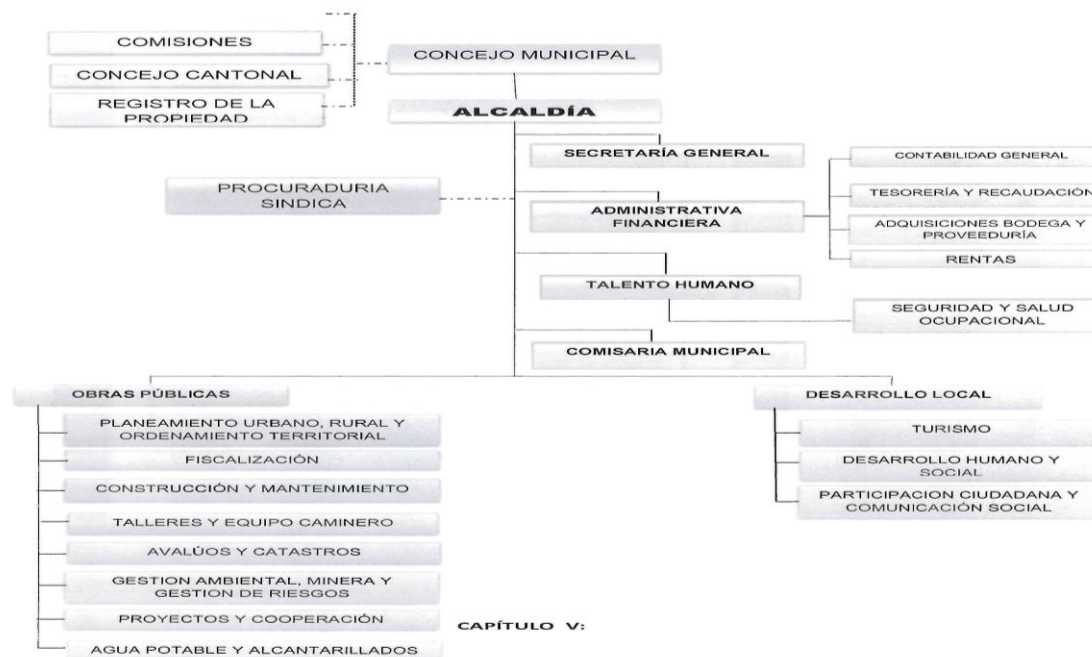 COMISIONES
CONCEJO CANTONAL
REGISTRO DE LA
PROPIEDAD
CONCEJO MUNICIPAL
ALCALDÍA
SECRETARÍA GENERAL
PROCURADURIA
SINDICA
ADMINISTRATIVA
FINANCIERA
CONTABILIDAD GENERAL
TESORERÍA Y RECAUDACIÓN
ADQUISICIONES BODEGA Y
PROVEEDURÍA
RENTAS
TALENTO HUMANO
SEGURIDAD Y SALUD
OCUPACIONAL
COMISARIA MUNICIPAL
OBRAS PÚBLICAS
PLANEAMIENTO URBANO, RURAL Y
ORDENAMIENTO TERRITORIAL
FISCALIZACIÓN
CONSTRUCCIÓN Y MANTENIMIENTO
TALLERES Y EQUIPO CAMINERO
AVALÚOS Y CATASTROS
GESTION AMBIENTAL, MINERA Y
GESTION DE RIESGOS
PROYECTOS Y COOPERACIÓN
AGUA POTABLE Y ALCANTARILLADOS
DESARROLLO LOCAL
TURISMO
DESARROLLO HUMANO Y
SOCIAL
PARTICIPACION CIUDADANA Y
COMUNICACIÓN SOCIAL
CAPÍTULO V: